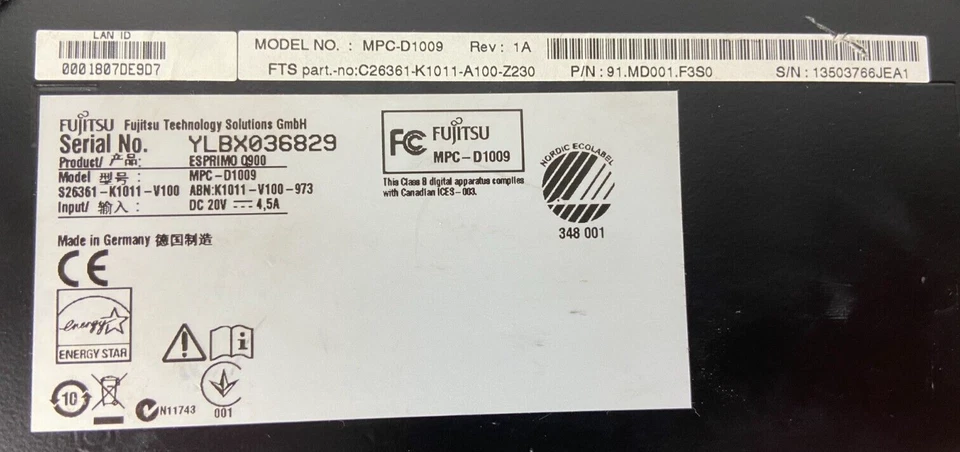 LAN ID
0001807DE9D7
MODEL NO. : MPC-D1009 Rev: 1A
FTS part.-no:C26361-K1011-A100-Z230
P/N : 91.MD001.F3S0 S/N : 13503766JEA1
FUJITSU Fujitsu Technology Solutions GmbH
Serial No. YLBX036829
Product/ 产品: ESPRIMO Q900
Model 型号: MPC-D1009
S26361-K1011-V100 ABN:K1011-V100-973
Input/ 输入 : DC 20V 4,5A
Made in Germany 德国制造
CE
energy
ENERGY STAR
10
N11743
001
FC FUJITSU
MPC-D1009
This Class B digital apparatus complies
with Canadian ICES-003.
NORDIC ECOLABEL
348 001